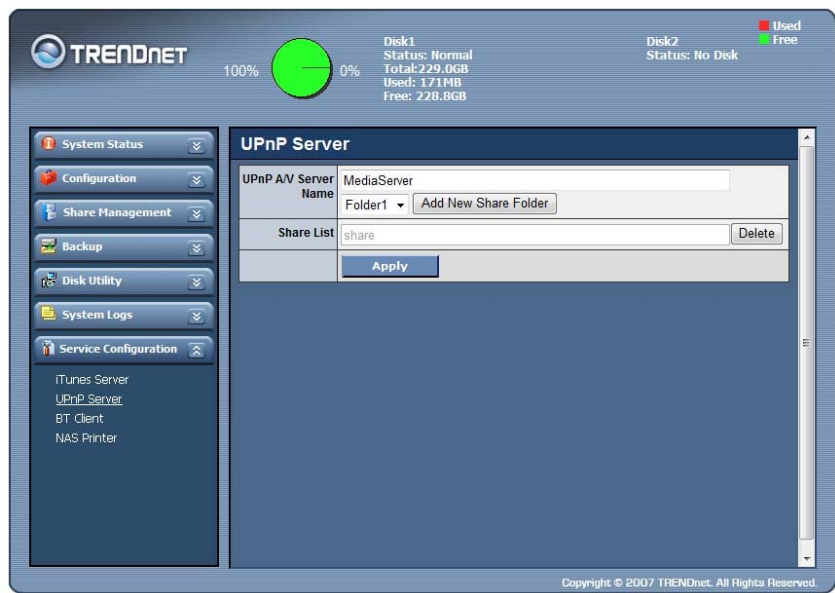 TRENDnet
100%
0%
Disk1
Status: Normal
Total:229.0GB
Used: 171MB
Free: 228.8GB
Disk2
Status: No Disk
Used
Free
System Status
Configuration
Share Management
Backup
Disk Utility
System Logs
Service Configuration
iTunes Server
UPnP Server
BT Client
NAS Printer
UPnP Server
UPnP A/V Server Name
MediaServer
Folder1
Add New Share Folder
Share List
share
Delete
Apply
Copyright © 2007 TRENDnet. All Rights Reserved.